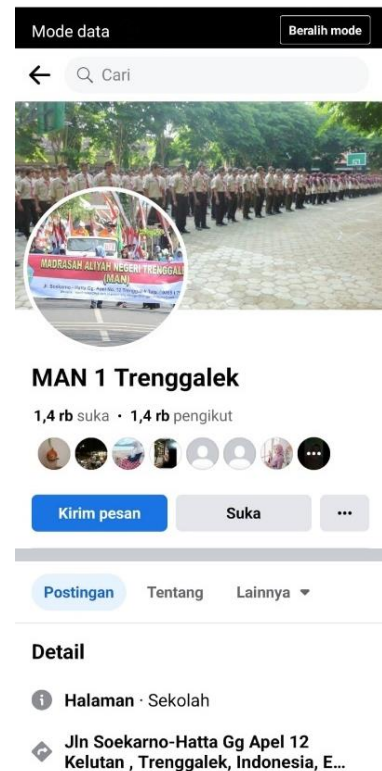 Mode data
Beralih mode
Cari
MADRASAH ALIYAH NEGERI TRENGGAL
(MAN)
MAN 1 Trenggalek
1,4 rb suka • 1,4 rb pengikut
Kirim pesan
Suka
Postingan
Tentang
Lainnya
Detail
Halaman · Sekolah
Jln Soekarno-Hatta Gg Apel 12
Kelutan , Trenggalek, Indonesia, E...